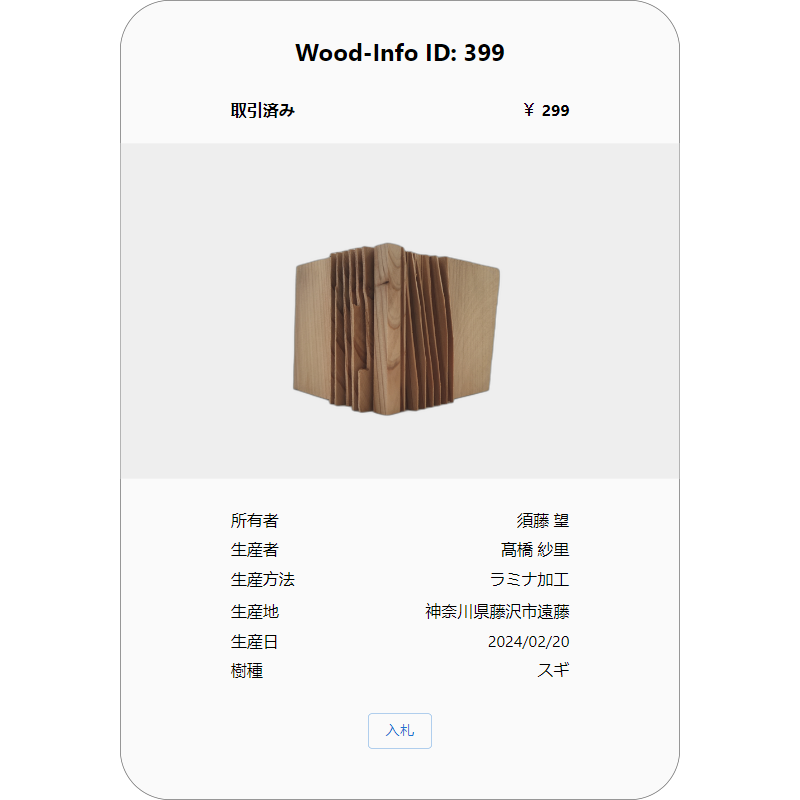 Wood-Info ID: 399
取引済み ¥ 299
所有者 須藤 望
生産者 髙橋 紗里
生産方法 ラミナ加工
生産地 神奈川県藤沢市遠藤
生産日 2024/02/20
樹種 スギ
入札